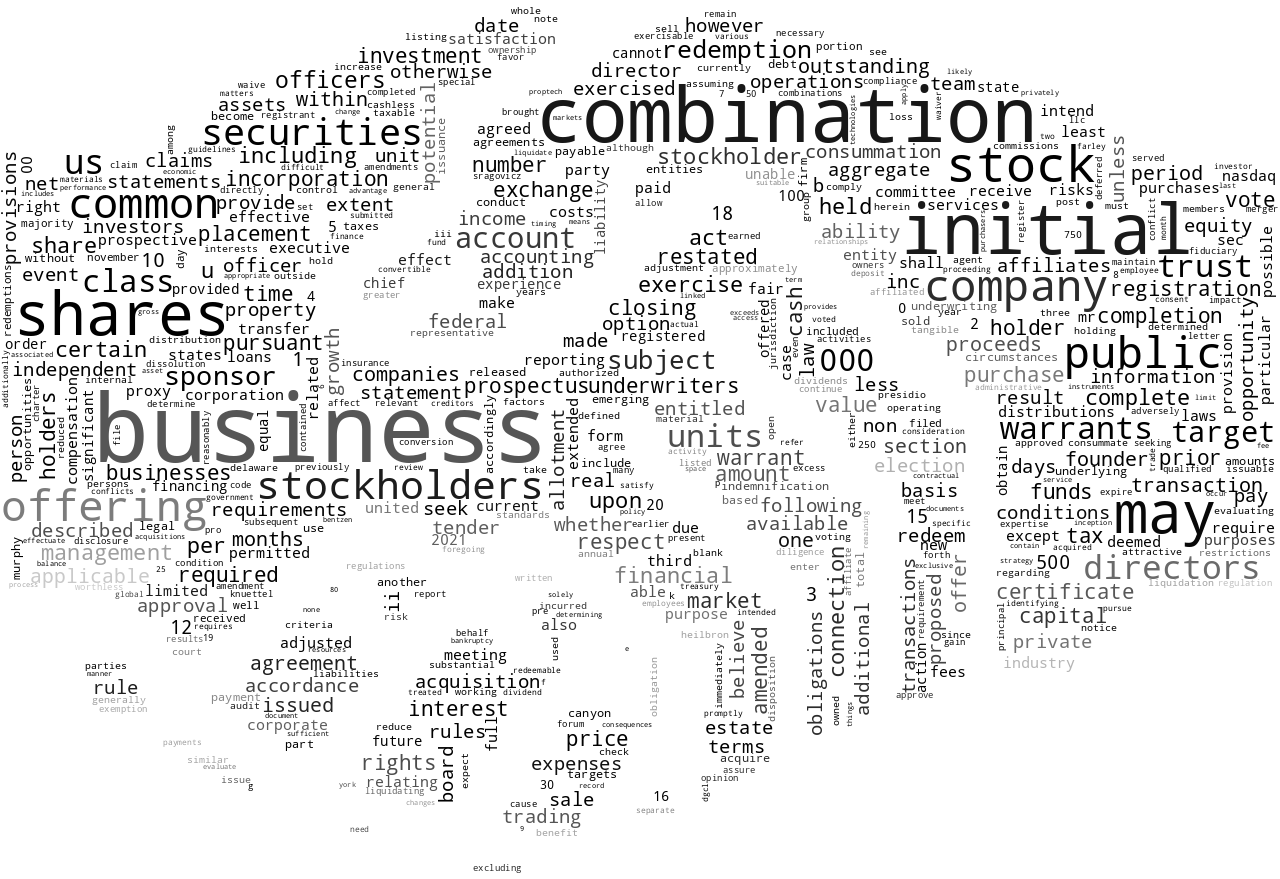 whole
remain
note
date
listing
satisfaction
sell
however
exercisable
various
necessary
ownership
favor
investment
cannot
redemption
portion
see
increase
otherwise
director
currently
debt
outstanding
waive
officers
special
exercised
assuming
operations
compliance
likely
team
state
privately
matters
assets
within
completed
cashless
taxable
potential
issuance
proptech
brought
combination
7
50
combinations
apply
waiver
intend
become
registrant
change
markets
technologies
loss
llc
among
securities
agreed
agreements
although
two
least
commissions
farley
guidelines
including
unit
amendments
number
liquidate
payable
stockholder
consummation
stock
deferred
unless
served
investor
us
claim
claims
economic
difficult
party
entities
unable
firm
aggregate
period
nasdaq
00
net
materials
performance
statements
incorporation
general
sragowicz
exchange
paid
suitable
100
group
b
comply
committee
receive
risks
purchases
last
vote
provisions
includes
directly
control
advantage
conduct
liability
allow
held
herein
services
post
must
members
merger
right
common
provide
set
extent
submitted
income
timing
costs
means
18
ability
initial
purchasers
register
750
conflict
month
equity
majority
investors
effective
5
taxes
iii
account
act
earned
relationships
sec
fiduciary
share
prospective
placement
finance
fund
accounting
restated
entity
possible
without
november
10
day
interests
executive
effect
addition
adjustment
approximately
owners
shall
agent
affiliates
maintain
trust
event
class
u
officer
appropriate
outside
hold
convertible
experience
exercise
fair
term
deposit
proceeding
8
employee
redemptions
provided
time
4
chief
years
linked
cash
inc
affiliated
company
registration
shares
gross
property
greater
make
closing
exceeds
access
offered
provides
0
underwriting
year
consent
impact
transfer
federal
option
actual
voted
sold
tangible
2
three
mr
completion
opportunity
order
distribution
pursuant
growth
representative
registered
jurisdiction
even
included
holder
holding
determined
letter
additionally
associated
certain
states
loans
1
made
law
activities
proceeds
public
provision
particular
independent
dissolution
asset
related
insurance
reporting
subject
case
000
circumstances
internal
sponsor
6
companies
released
authorized
dividends
continue
purchase
information
person
opportunities
holders
charter
reduced
compensation
significant
proxy
corporation
statement
prospectus
underwriters
less
presidio
administrative
instruments
determine
affect
relevant
creditors
factors
emerging
value
operating
result
complete
limit
business
file
reasonably
equal
contained
conversion
accordingly
extended
defined
entitled
material
open
either
non
filed
consideration
distributions
adversely
laws
form
units
refer
250
section
warrants
target
agree
activity
approved
consummate
seeking
fee
businesses
delaware
previously
review
take
include
many
listed
space
warrant
excess
election
contractual
obtain
founder
trade
prior
amounts
persons
conflicts
financing
code
stockholders
allotment
real
satisfy
amount
p
indemnification
basis
days
underlying
qualified
issuable
offering
government
requirements
united
seek
current
upon
20
based
following
meet
documents
funds
service
expire
transaction
occur
pay
described
legal
pro
subsequent
bentzen
standards
policy
whether
earlier
due
available
15
specific
conditions
inception
may
evaluating
effectuate
disclosure
acquisitions
use
tender
respect
present
one
voting
redeem
expertise
except
tax
deemed
require
murphy
management
per
months
2021
annual
third
blank
diligence
remaining
new
contain
acquired
attractive
purposes
restrictions
balance
condition
permitted
foregoing
financial
enter
affiliate
total
forth
exclusive
strategy
500
directors
process
applicable
worthless
25
required
regulations
written
able
k
treasury
connection
transactions
requirement
proposed
offer
regarding
liquidation
regulation
global
limited
amendment
knuettel
80
another
report
solely
incurred
employees
market
3
certificate
approval
received
well
none
ii
risk
pre
determining
purpose
intended
identifying
pursue
12
requires
criteria
also
obligations
additional
principal
capital
notice
results
19
adjusted
behalf
bankruptcy
used
heilbron
believe
since
gain
private
court
resources
meeting
e
amended
action
industry
parties
manner
agreement
liabilities
substantial
redeemable
obligation
immediately
disposition
fees
rule
accordance
acquisition
f
approve
generally
exemption
payment
audit
issued
treated
working
dividend
owned
things
document
interest
canyon
promptly
corporate
sufficient
reduce
rules
full
forum
consequences
estate
payments
part
future
price
check
terms
similar
evaluate
rights
board
expect
expenses
acquire
assure
issue
g
york
relating
liquidating
targets
30
record
opinion
dgcl
changes
cause
sale
16
separate
trading
need
9
benefit
excluding